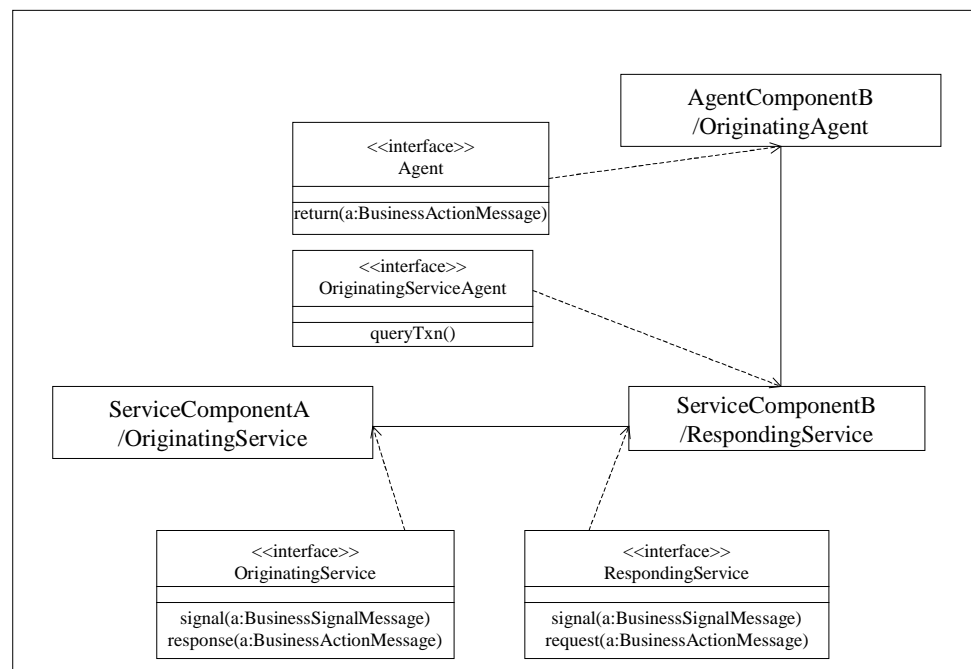 AgentComponentB
/OriginatingAgent
<<interface>>
Agent
return(a:BusinessActionMessage)
<<interface>>
OriginatingServiceAgent
queryTxn()
ServiceComponentA
/OriginatingService
ServiceComponentB
/RespondingService
<<interface>>
OriginatingService
signal(a:BusinessSignalMessage)
response(a:BusinessActionMessage)
<<interface>>
RespondingService
signal(a:BusinessSignalMessage)
request(a:BusinessActionMessage)